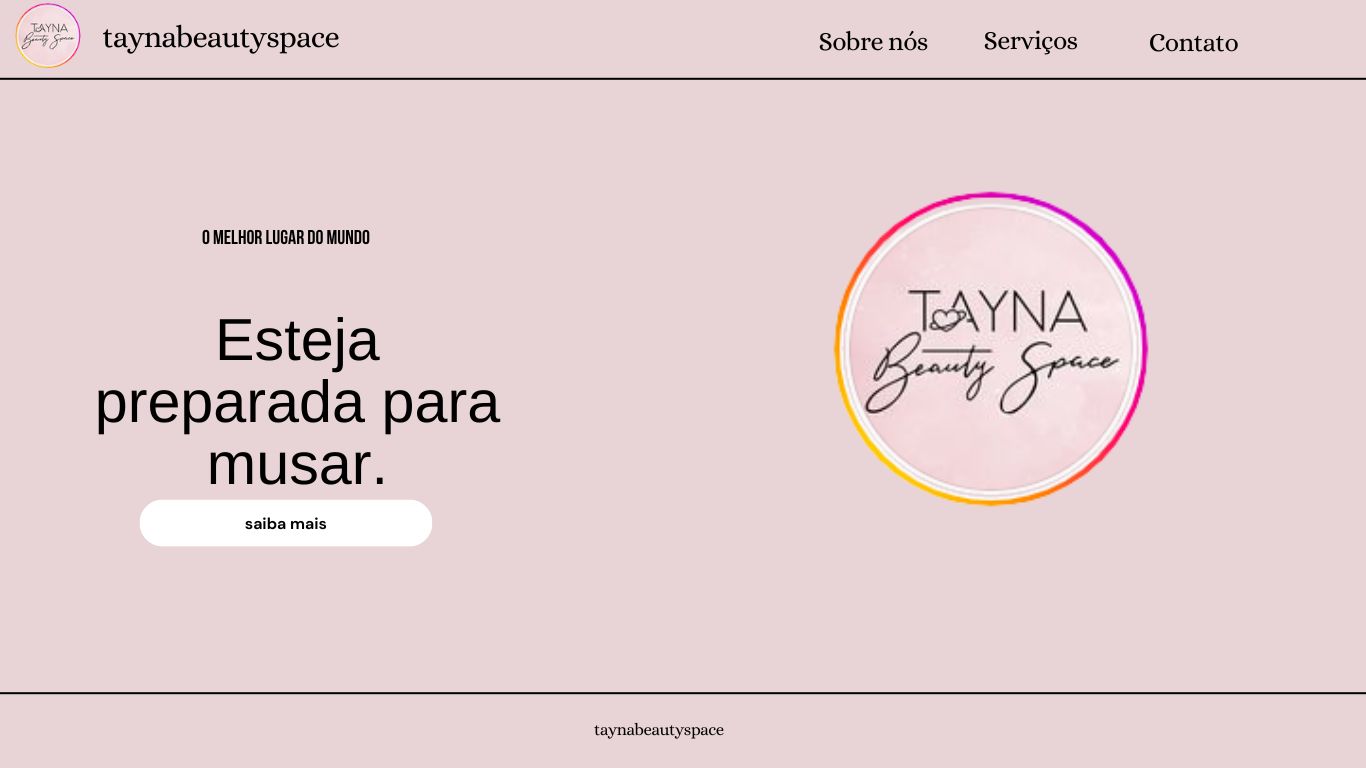 TAYNA
Beauty Space
taynabeautyspace
Sobre nós
Serviços
Contato
O MELHOR LUGAR DO MUNDO
Esteja
preparada para
musar.
saiba mais
TAYNA
Beauty Space
taynabeautyspace